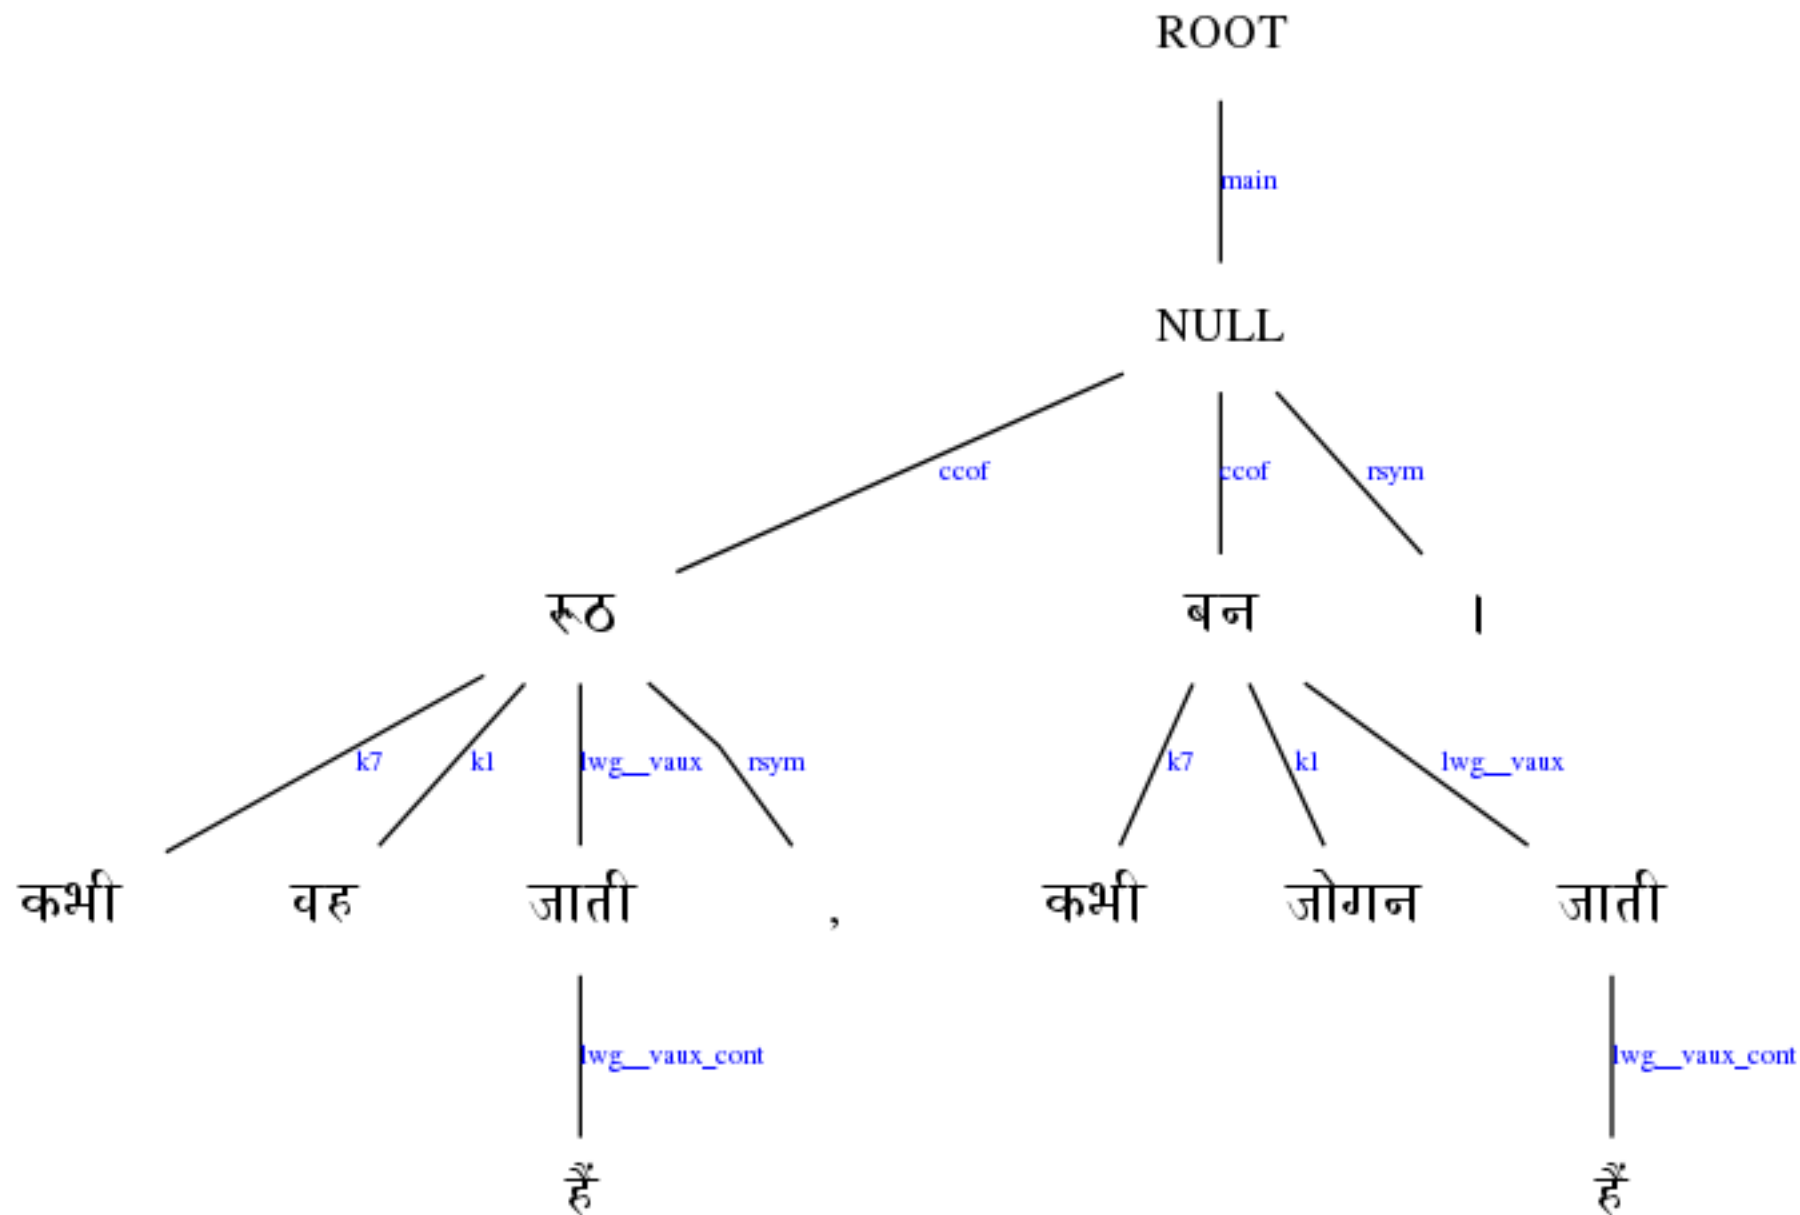 ROOT
main
NULL
ccof ccof rsym
रूठ बन ।
k7 k1 lwg__vaux rsym k7 k1 lwg__vaux
कभी वह जाती , कभी जोगन जाती
lwg__vaux_cont lwg__vaux_cont
हैं हैं